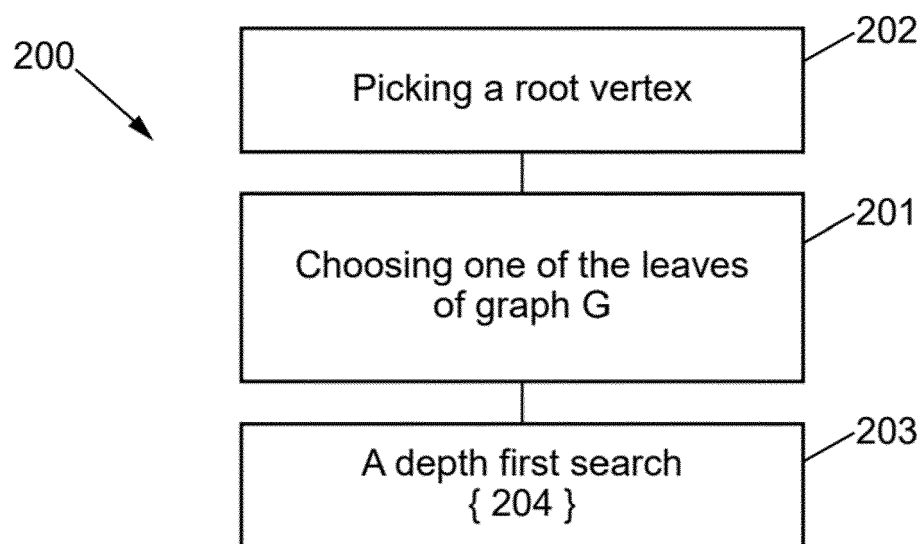 200
202
Picking a root vertex
201
Choosing one of the leaves
of graph G
203
A depth first search
{ 204 }